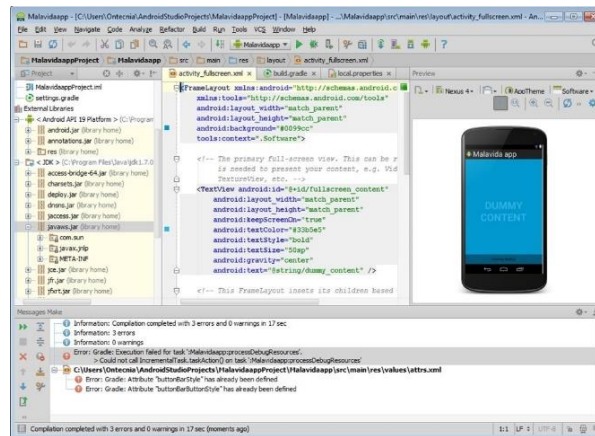 Malavidaapp - [C:\Users\Ontecnia\AndroidStudioProjects\MalavidaappProject] - [Malavidaapp] - ...\Malavidaapp\src\main\res\layout\activity_fullscreen.xml - An...
File Edit View Navigate Code Analyze Refactor Build Run Tools VCS Window Help
Malavidaapp
MalavidaappProject Malavidaapp src main res layout activity_fullscreen.xml
Project
activity_fullscreen.xml build.gradle local.properties
Preview
MalavidaappProject.iml
settings.gradle
External Libraries
< Android API 19 Platform > (C:\Program
android.jar (library home)
annotations.jar (library home)
res (library home)
< JDK > (C:\Program Files\Java\jdk1.7.0
access-bridge-64.jar (library home)
charsets.jar (library home)
deploy.jar (library home)
dnsns.jar (library home)
jaccess.jar (library home)
javaws.jar (library home)
com.sun
javax.jnlp
META-INF
jce.jar (library home)
jfr.jar (library home)
jfxrt.jar (library home)
<FrameLayout xmlns:android="http://schemas.android.c
xmlns:tools="http://schemas.android.com/tools"
android:layout_width="match_parent"
android:layout_height="match_parent"
android:background="#0099cc"
tools:context=".Software">
<!-- The primary full-screen view. This can be r
is needed to present your content, e.g. Vid
TextureView, etc. -->
<TextView android:id="@+id/fullscreen_content"
android:layout_width="match_parent"
android:layout_height="match_parent"
android:keepScreenOn="true"
android:textColor="#33b5e5"
android:textStyle="bold"
android:textSize="50sp"
android:gravity="center"
android:text="@string/dummy_content" />
<!-- This FrameLayout insets its children based
Nexus 4 AppTheme Software
Malavida app
DUMMY
CONTENT
Messages Make
Information: Compilation completed with 3 errors and 0 warnings in 17 sec
Information: 3 errors
Information: 0 warnings
Error: Gradle: Execution failed for task ':Malavidaapp:processDebugResources'.
> Could not call IncrementalTask.taskAction() on task ':Malavidaapp:processDebugResources'
C:\Users\Ontecnia\AndroidStudioProjects\MalavidaappProject\Malavidaapp\src\main\res\values\attrs.xml
Error: Gradle: Attribute "buttonBarStyle" has already been defined
Error: Gradle: Attribute "buttonBarButtonStyle" has already been defined
Compilation completed with 3 errors and 0 warnings in 17 sec (moments ago)
1:1 LF UTF-8